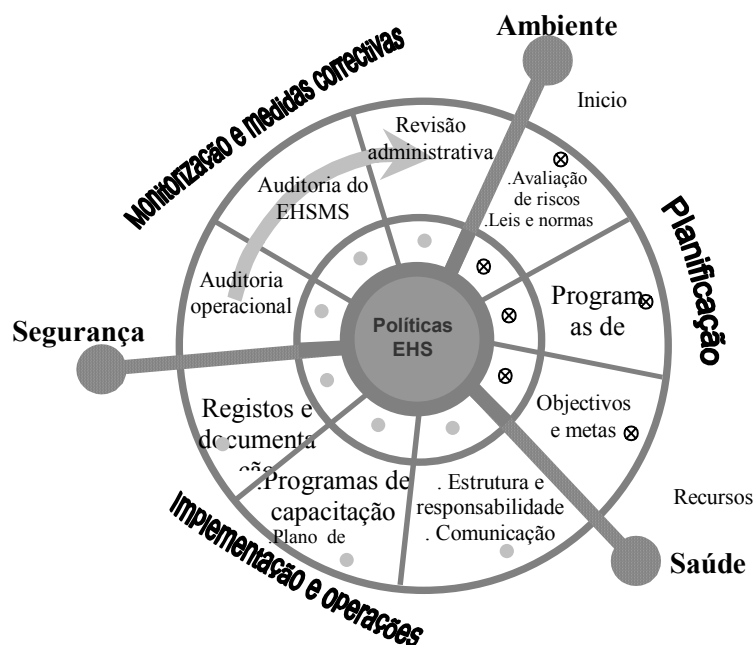 Ambiente
Inicio
Monitorização e medidas correctivas
Revisão
administrativa
Auditoria do
EHSMS
Auditoria
operacional
.Avaliação
de riscos
.Leis e normas
Planificação
Program
as de
Políticas
EHS
Segurança
Objectivos
e metas
Registos e
documenta
ção
.Programas de
capacitação
.Plano de
. Estrutura e
responsabilidade
. Comunicação
Recursos
Saúde
Implementação e operações